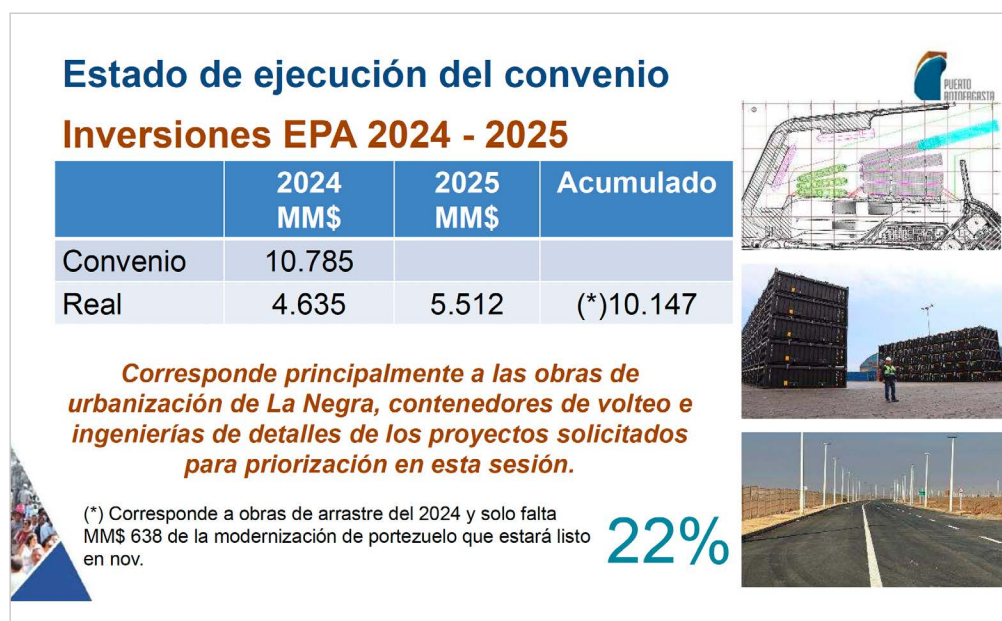 Estado de ejecución del convenio
PUERTO
ANTOFAGASTA
Inversiones EPA 2024 - 2025
2024 2025 Acumulado
MM$ MM$
Convenio 10.785
Real 4.635 5.512 (*)10.147
Corresponde principalmente a las obras de
urbanización de La Negra, contenedores de volteo e
ingenierías de detalles de los proyectos solicitados
para priorización en esta sesión.
(*) Corresponde a obras de arrastre del 2024 y solo falta
MM$ 638 de la modernización de portezuelo que estará listo
en nov.
22%